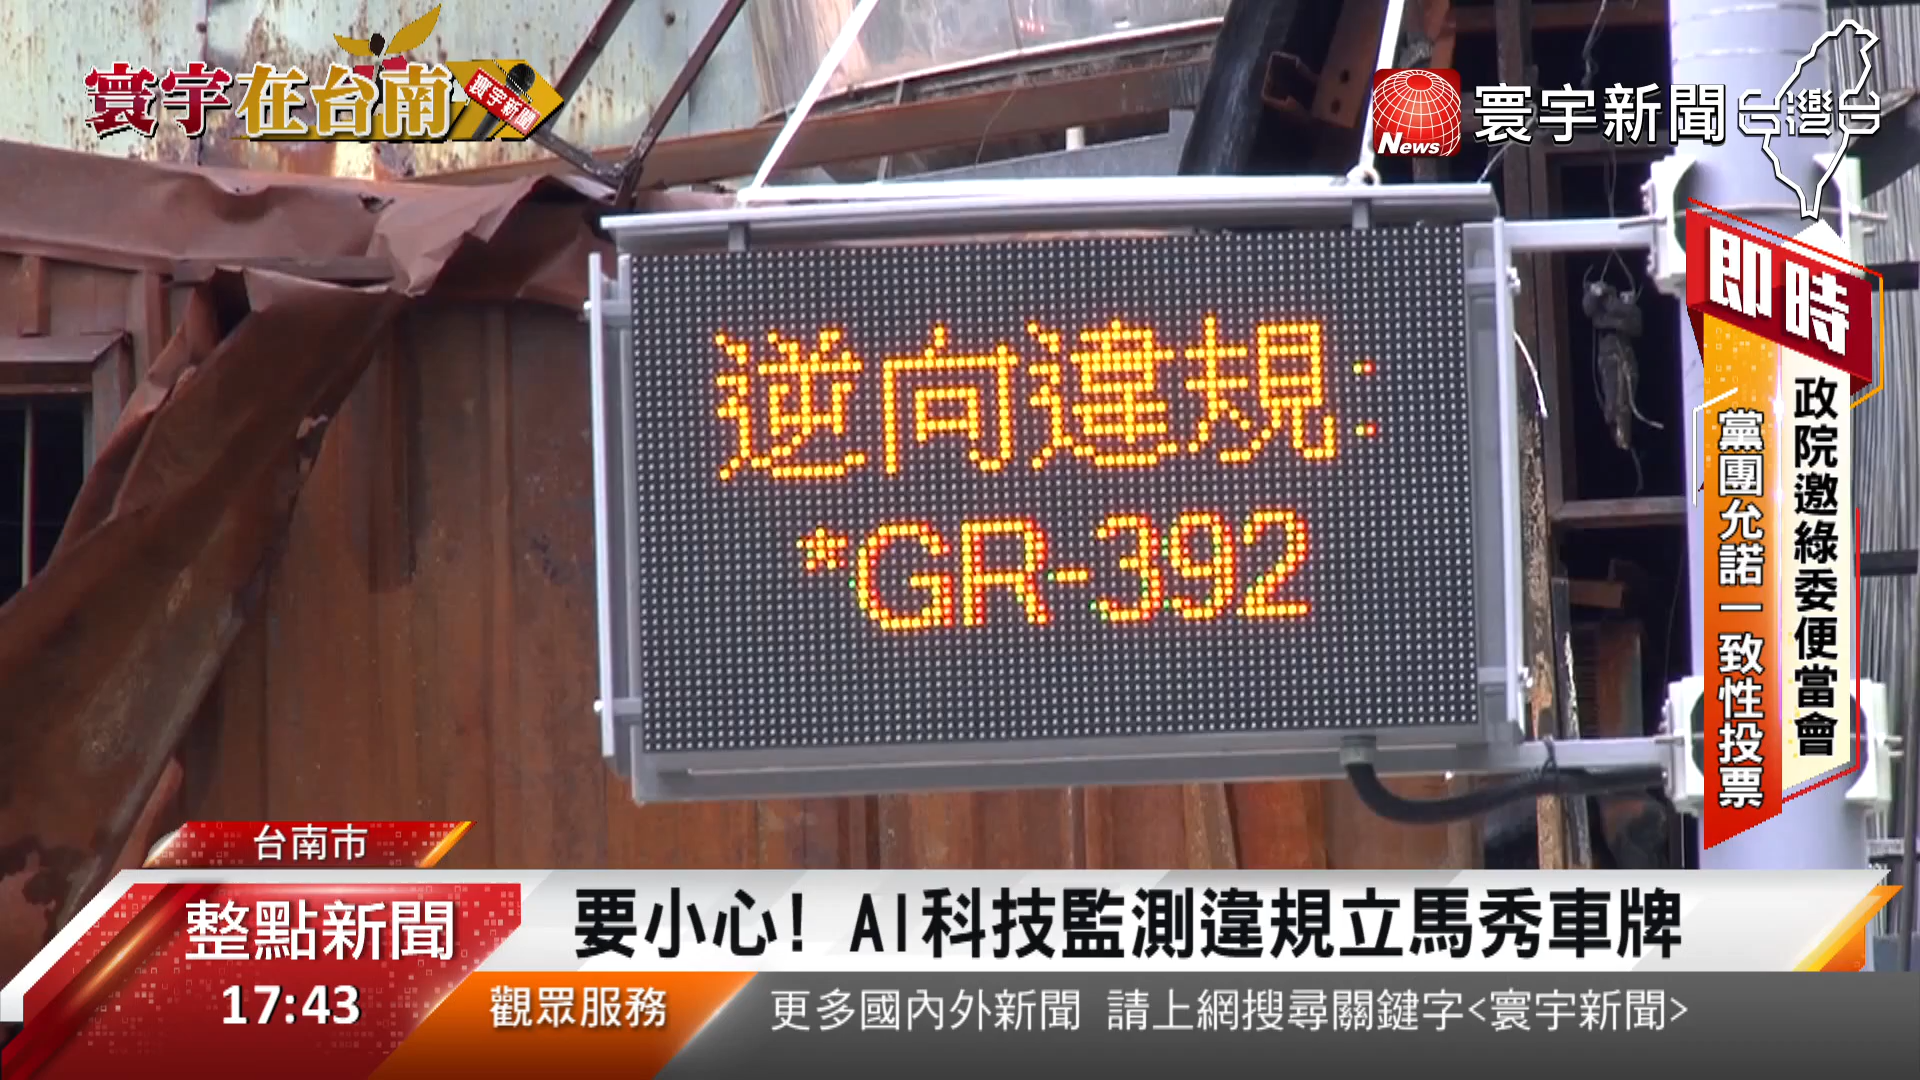 寰宇在台南
寰宇新聞
News
寰宇新聞
台灣台
即時
政院邀綠委便當會
黨團允諾一致性投票
逆向違規:
*GR-392
台南市
整點新聞
要小心! AI科技監測違規立馬秀車牌
17:43
觀眾服務
更多國內外新聞 請上網搜尋關鍵字<寰宇新聞>